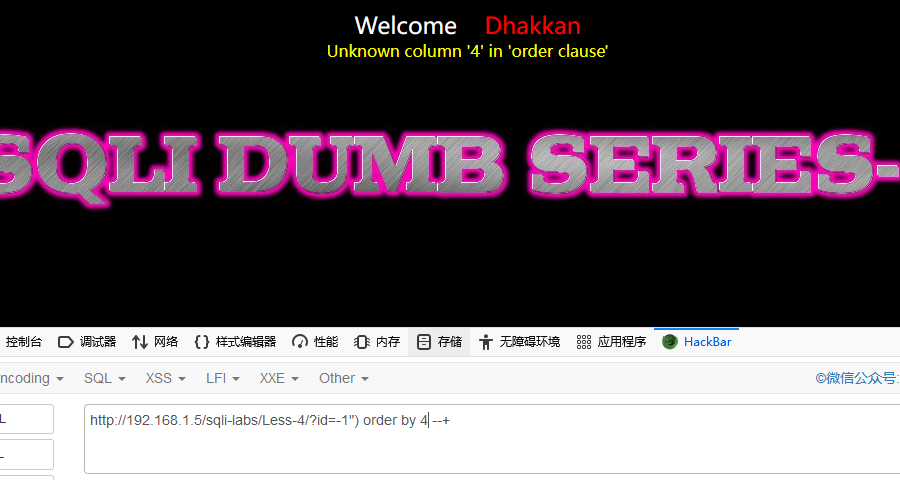 Welcome Dhakkan
Unknown column '4' in 'order clause'
SQLI DUMB SERIES-
控制台 调试器 网络 样式编辑器 性能 内存 存储 无障碍环境 应用程序 HackBar
ncoding SQL XSS LFI XXE Other ©微信公众号:
L
http://192.168.1.5/sqli-labs/Less-4/?id=-1") order by 4 --+
L